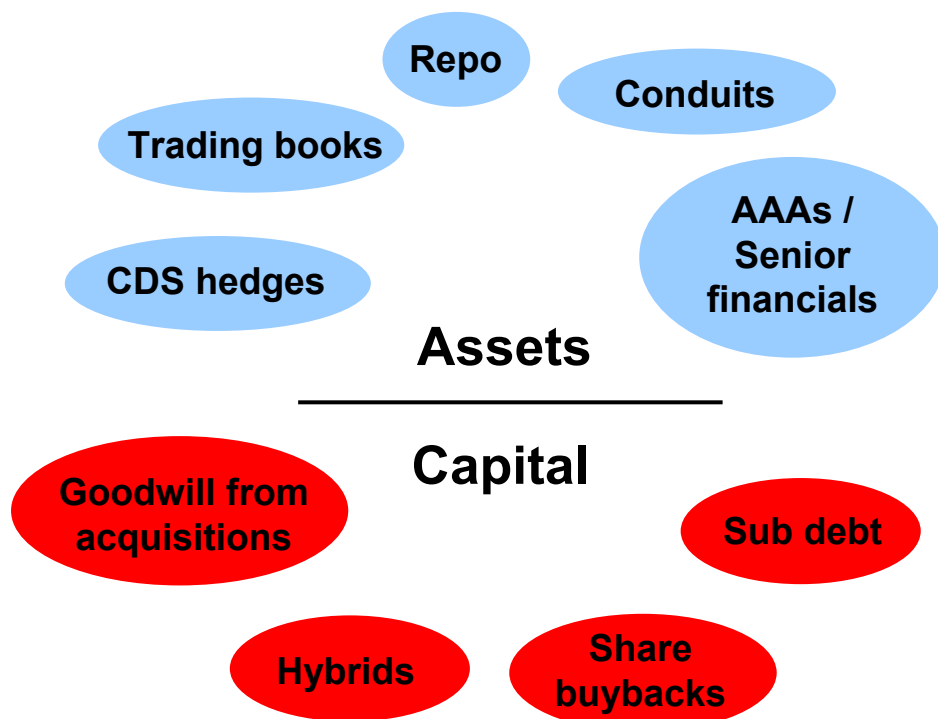 Repo
Conduits
Trading books
AAAs /
Senior
financials
CDS hedges
Assets
Capital
Goodwill from
acquisitions
Sub debt
Hybrids
Share
buybacks